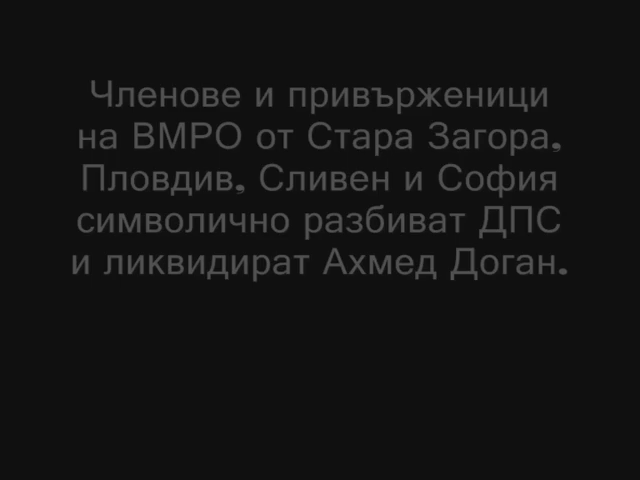 Членове и привърженици
на ВМРО от Стара Загора,
Пловдив, Сливен и София
символично разбиват ДПС
и ликвидират Ахмед Доган.